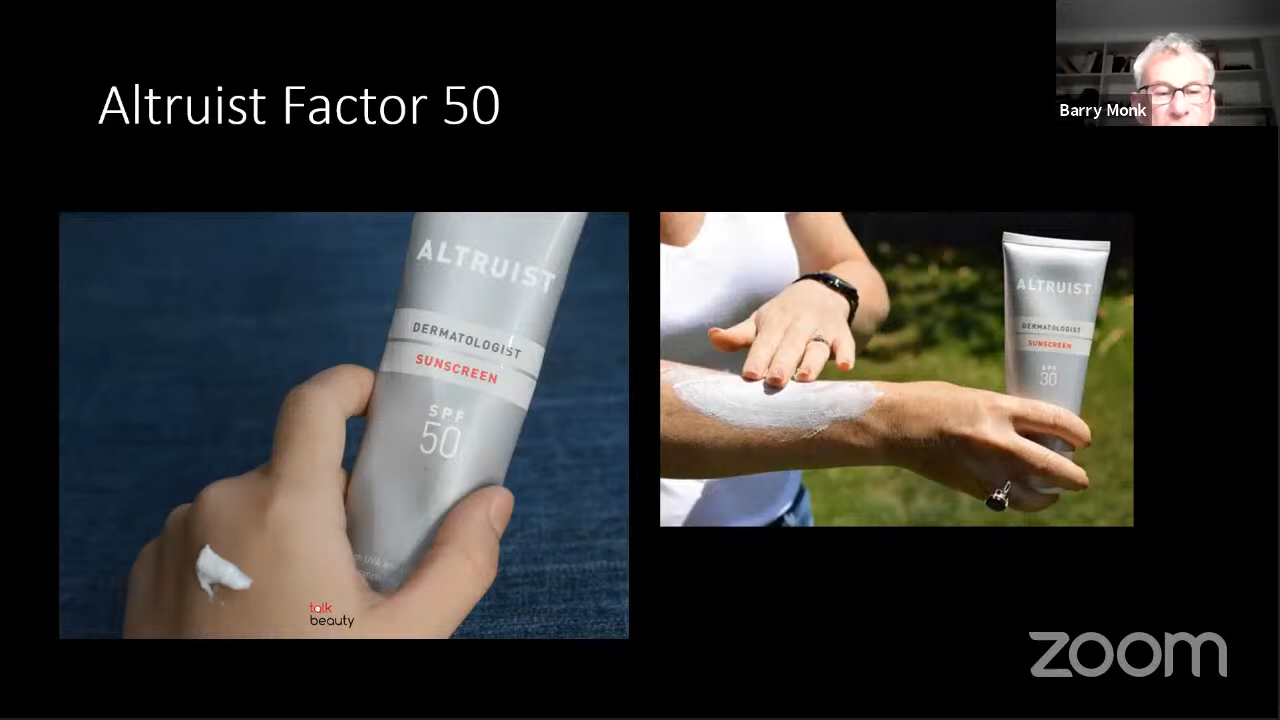 Altruist Factor 50
Barry Monk
ALTRUIST
DERMATOLOGIST
SUNSCREEN
SPF
50
talk
beauty
ALTRUIST
DERMATOLOGIST
SUNSCREEN
SPF
30
zoom